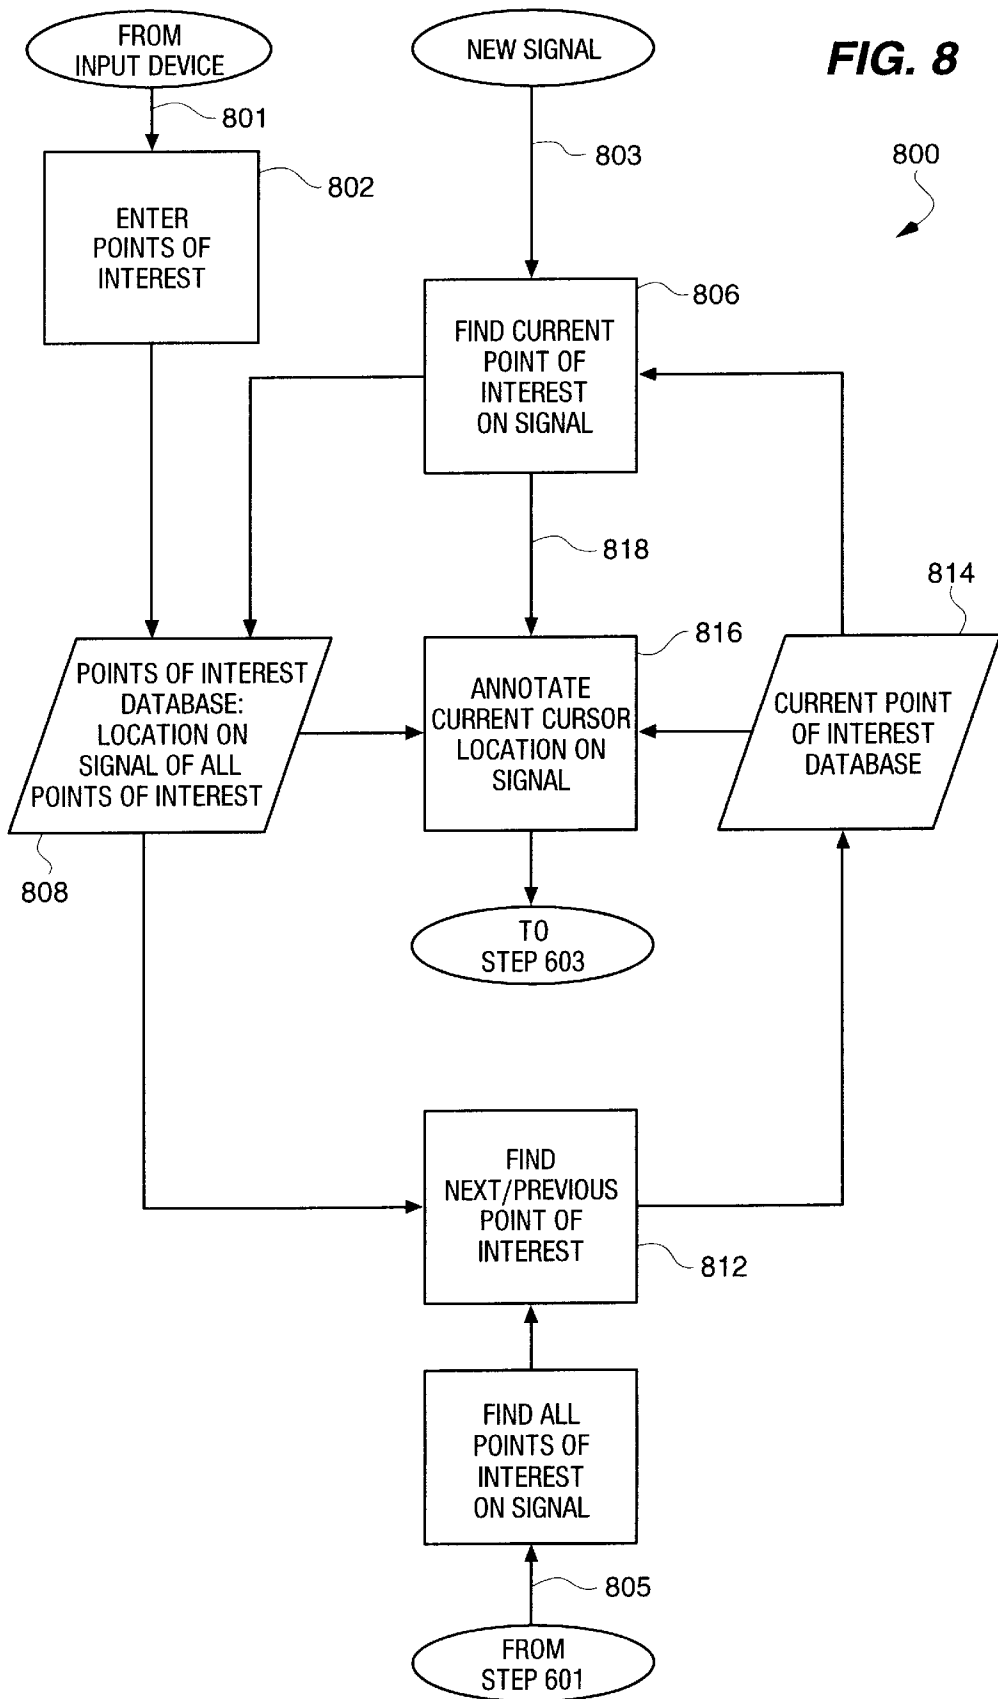 FROM
INPUT DEVICE
NEW SIGNAL
FIG. 8
801
803
800
802
ENTER
POINTS OF
INTEREST
806
FIND CURRENT
POINT OF
INTEREST
ON SIGNAL
818
814
816
POINTS OF INTEREST
DATABASE:
LOCATION ON
SIGNAL OF ALL
POINTS OF INTEREST
ANNOTATE
CURRENT CURSOR
LOCATION ON
SIGNAL
CURRENT POINT
OF INTEREST
DATABASE
808
TO
STEP 603
FIND
NEXT/PREVIOUS
POINT OF
INTEREST
812
FIND ALL
POINTS OF
INTEREST
ON SIGNAL
805
FROM
STEP 601